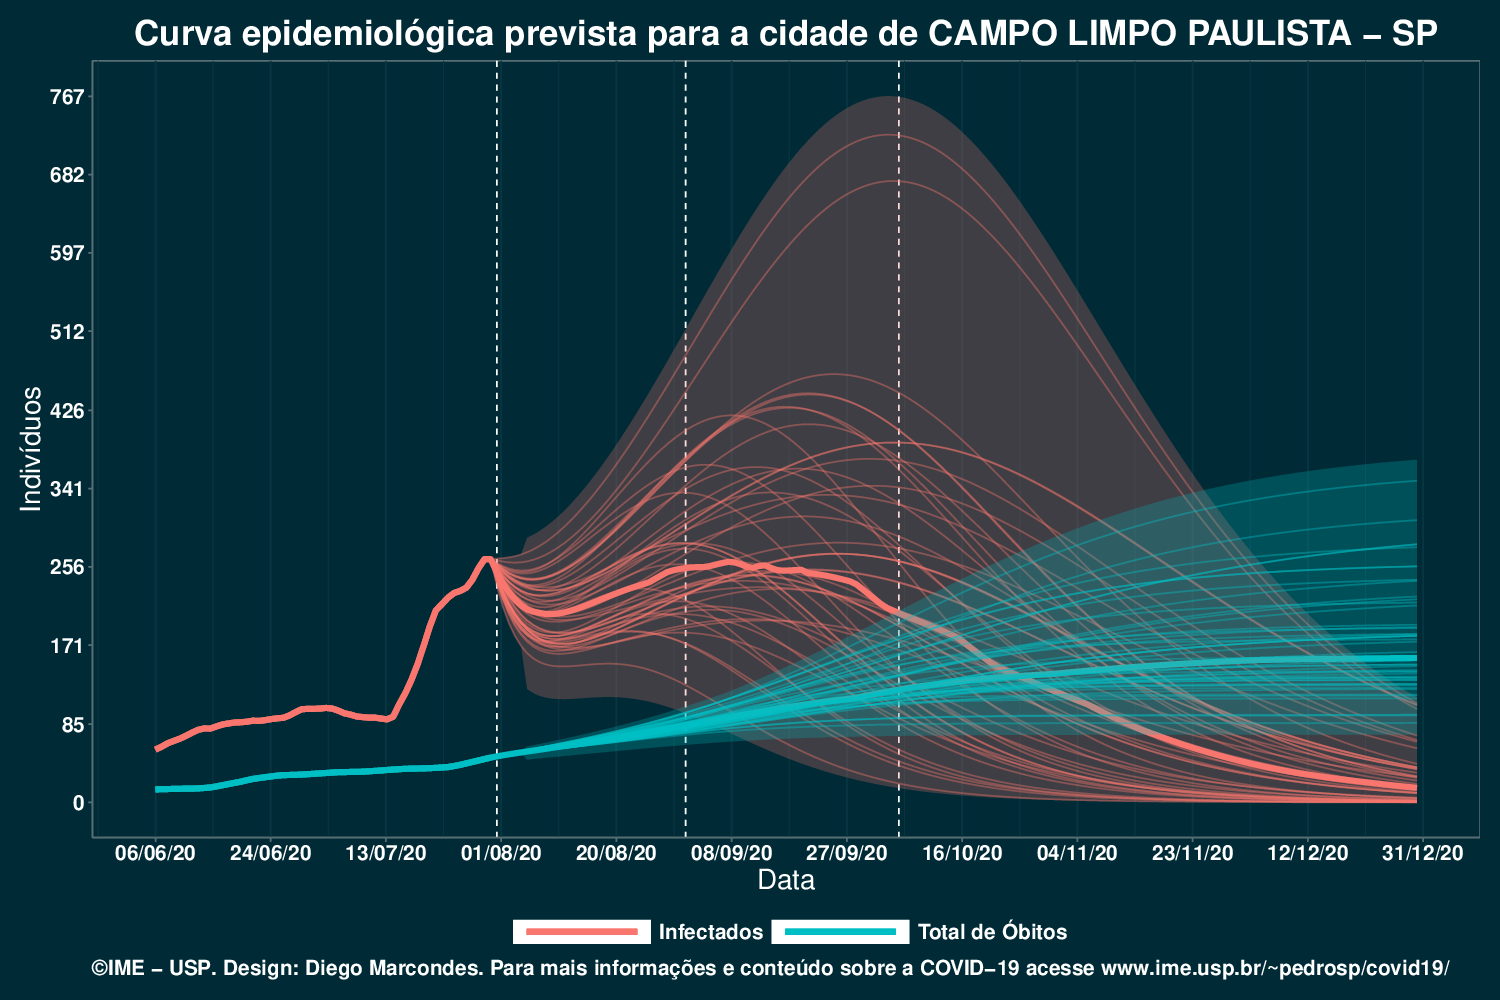 Curva epidemiológica prevista para a cidade de CAMPO LIMPO PAULISTA – SP
767
682
597
512
426
341
256
171
85
0
Indivíduos
06/06/20 24/06/20 13/07/20 01/08/20 20/08/20 08/09/20 27/09/20 16/10/20 04/11/20 23/11/20 12/12/20 31/12/20
Data
Infectados Total de Óbitos
©IME – USP. Design: Diego Marcondes. Para mais informações e conteúdo sobre a COVID–19 acesse www.ime.usp.br/~pedrosp/covid19/